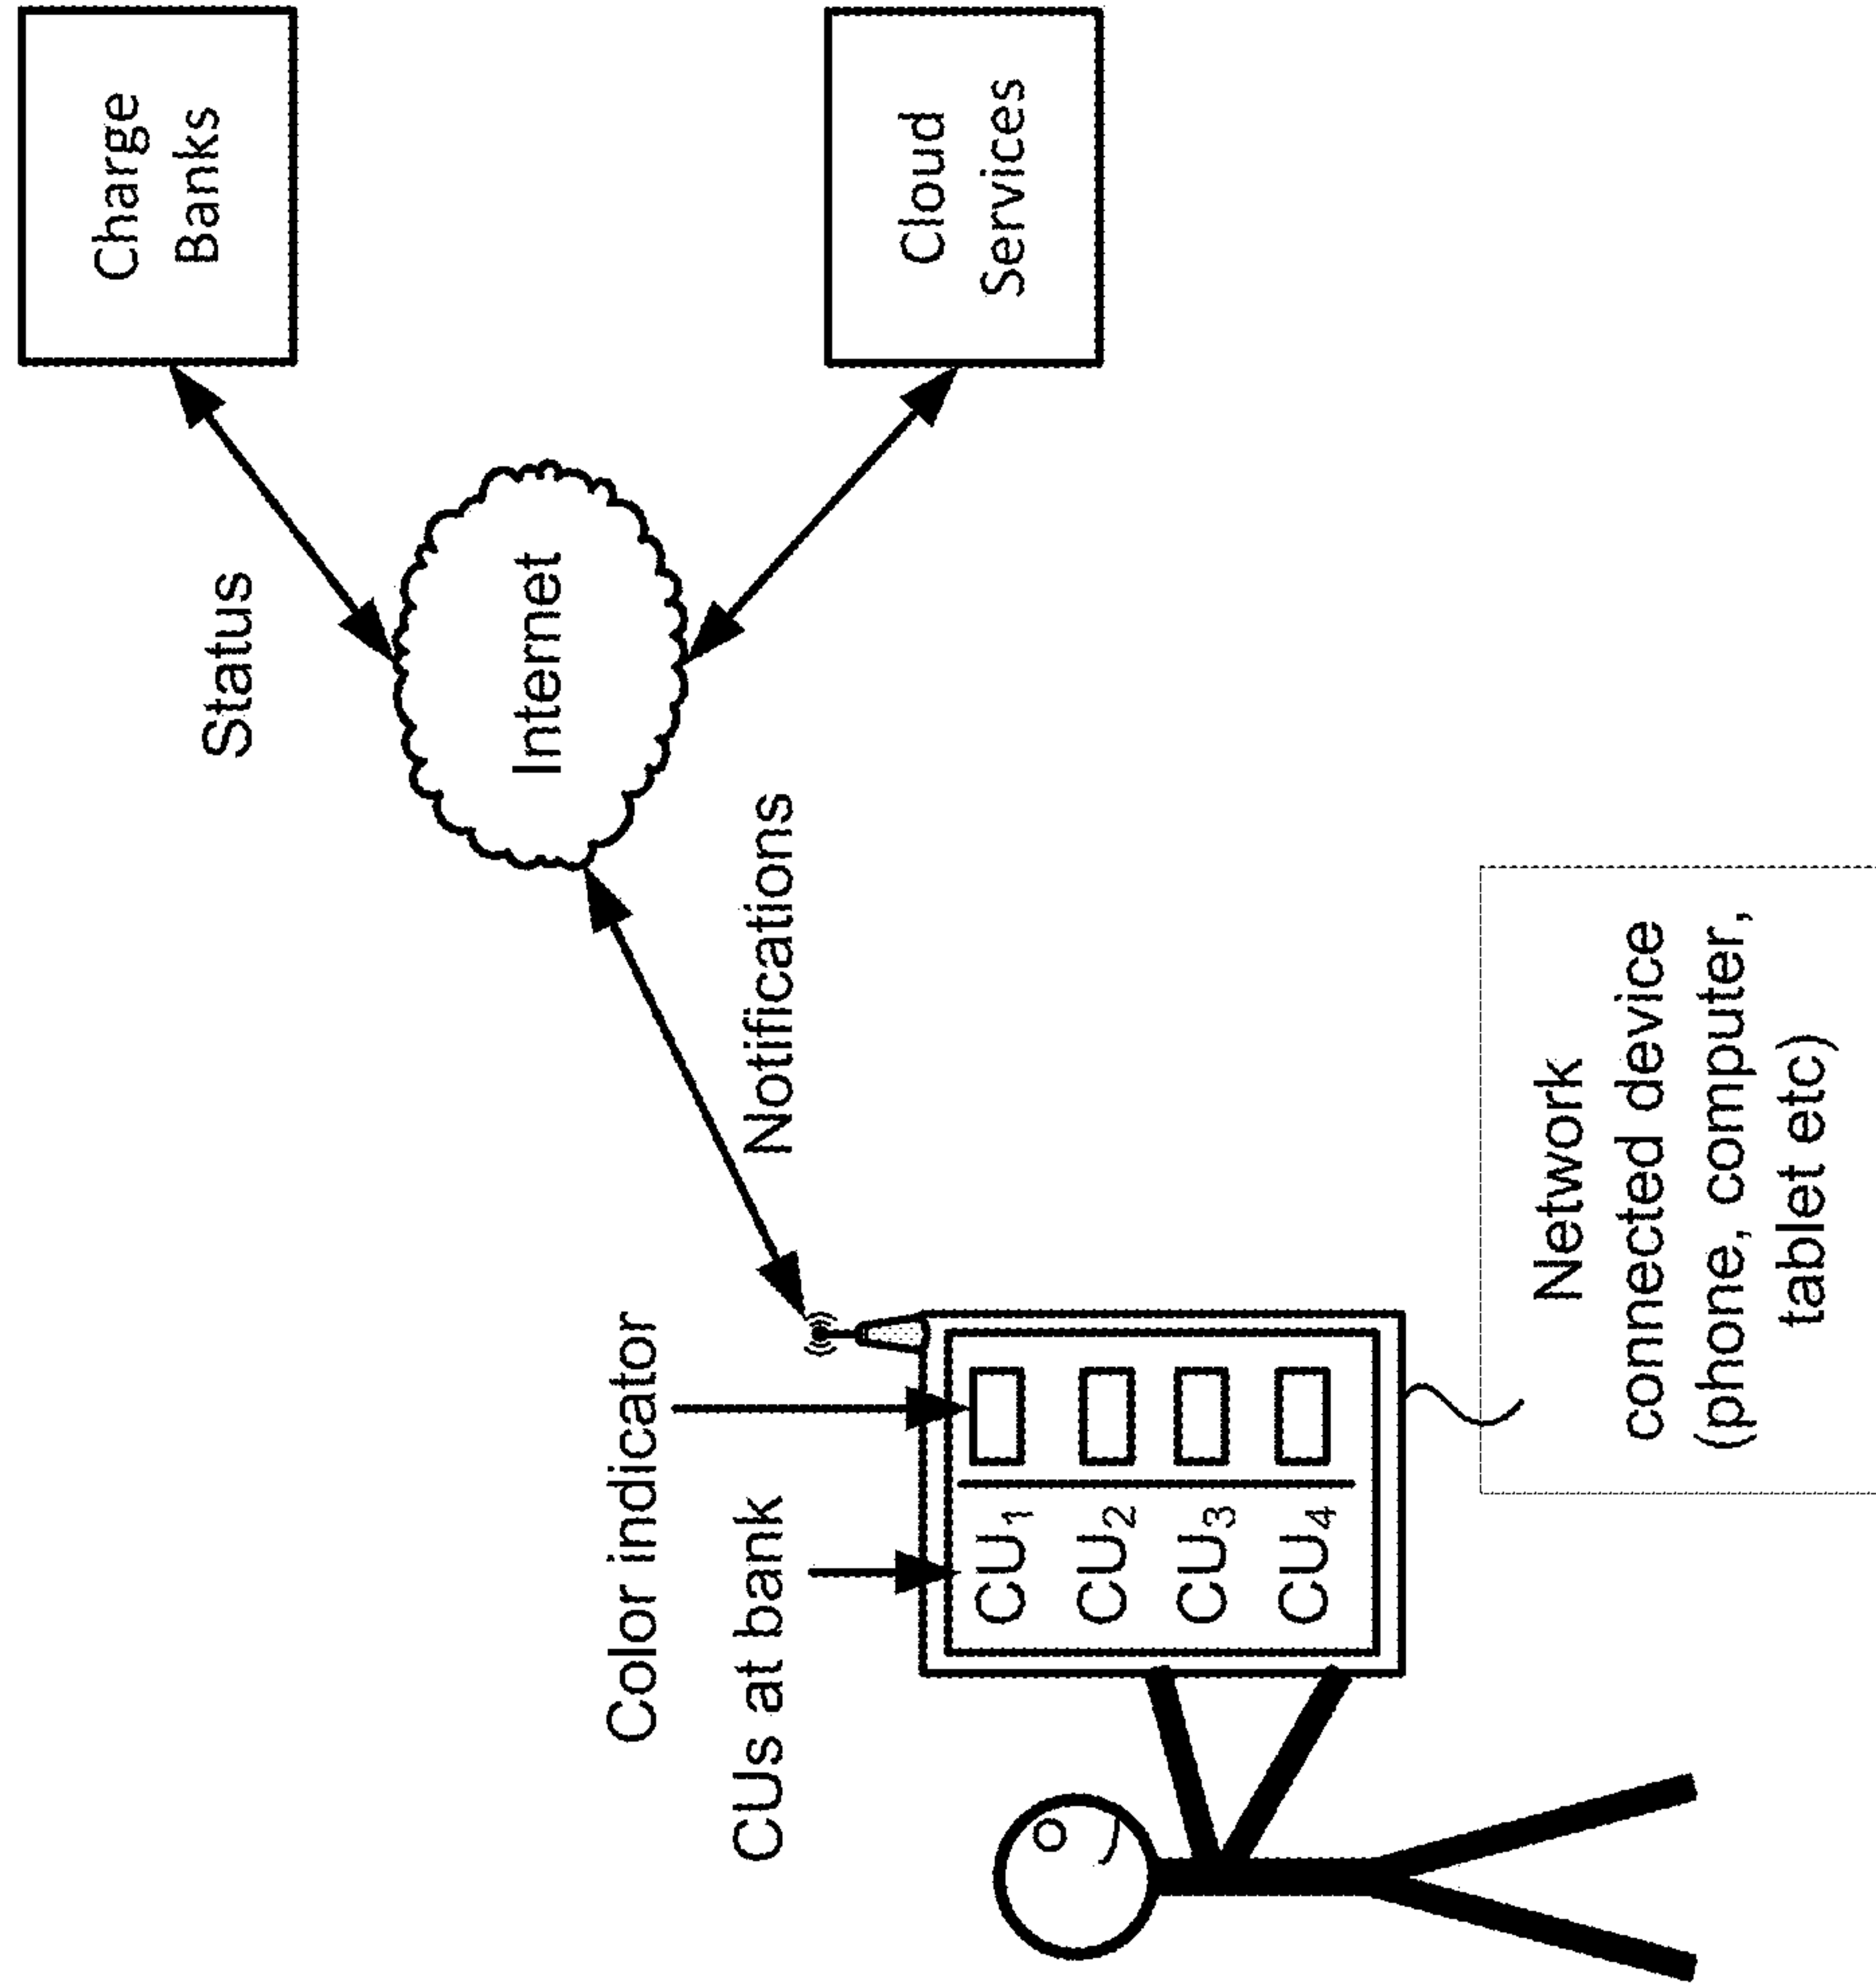 Charge
Banks
Status
Cloud
Services
Internet
Notifications
Color indicator
CUs at bank
CU1
CU2
CU3
CU4
Network
connected device
(phone, computer,
tablet etc)